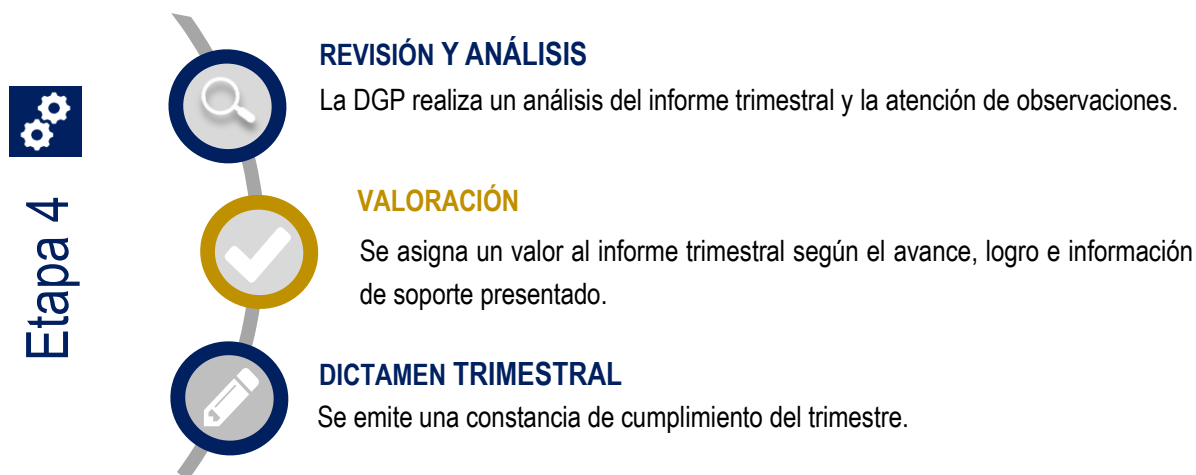 Etapa 4
REVISIÓN Y ANÁLISIS
La DGP realiza un análisis del informe trimestral y la atención de observaciones.
VALORACIÓN
Se asigna un valor al informe trimestral según el avance, logro e información
de soporte presentado.
DICTAMEN TRIMESTRAL
Se emite una constancia de cumplimiento del trimestre.